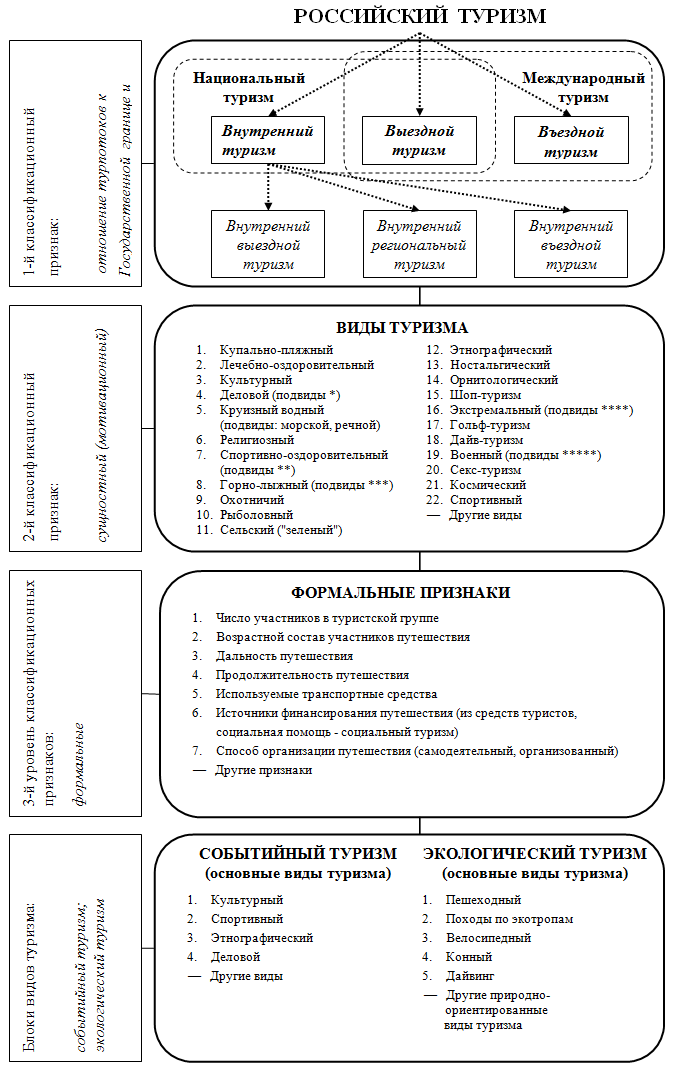 РОССИЙСКИЙ ТУРИЗМ
1-й классификационный
признак:
отношение турпотоков к
Государственной границе и
Национальный
туризм
Международный
туризм
Внутренний
туризм
Выездной
туризм
Въездной
туризм
Внутренний
выездной
туризм
Внутренний
региональный
туризм
Внутренний
въездной
туризм
2-й классификационный
признак:
сущностный (мотивационный)
ВИДЫ ТУРИЗМА
1. Купально-пляжный
2. Лечебно-оздоровительный
3. Культурный
4. Деловой (подвиды *)
5. Круизный водный
(подвиды: морской, речной)
6. Религиозный
7. Спортивно-оздоровительный
(подвиды **)
8. Горно-лыжный (подвиды ***)
9. Охотничий
10. Рыболовный
11. Сельский ("зеленый")
12. Этнографический
13. Ностальгический
14. Орнитологический
15. Шоп-туризм
16. Экстремальный (подвиды ****)
17. Гольф-туризм
18. Дайв-туризм
19. Военный (подвиды *****)
20. Секс-туризм
21. Космический
22. Спортивный
— Другие виды
3-й уровень классификационных
признаков:
формальные
ФОРМАЛЬНЫЕ ПРИЗНАКИ
1. Число участников в туристской группе
2. Возрастной состав участников путешествия
3. Дальность путешествия
4. Продолжительность путешествия
5. Используемые транспортные средства
6. Источники финансирования путешествия (из средств туристов,
социальная помощь - социальный туризм)
7. Способ организации путешествия (самодеятельный, организованный)
— Другие признаки
Блоки видов туризма:
событийный туризм;
экологический туризм
СОБЫТИЙНЫЙ ТУРИЗМ
(основные виды туризма)
1. Культурный
2. Спортивный
3. Этнографический
4. Деловой
— Другие виды
ЭКОЛОГИЧЕСКИЙ ТУРИЗМ
(основные виды туризма)
1. Пешеходный
2. Походы по экотропам
3. Велосипедный
4. Конный
5. Дайвинг
— Другие природно-
ориентированные
виды туризма